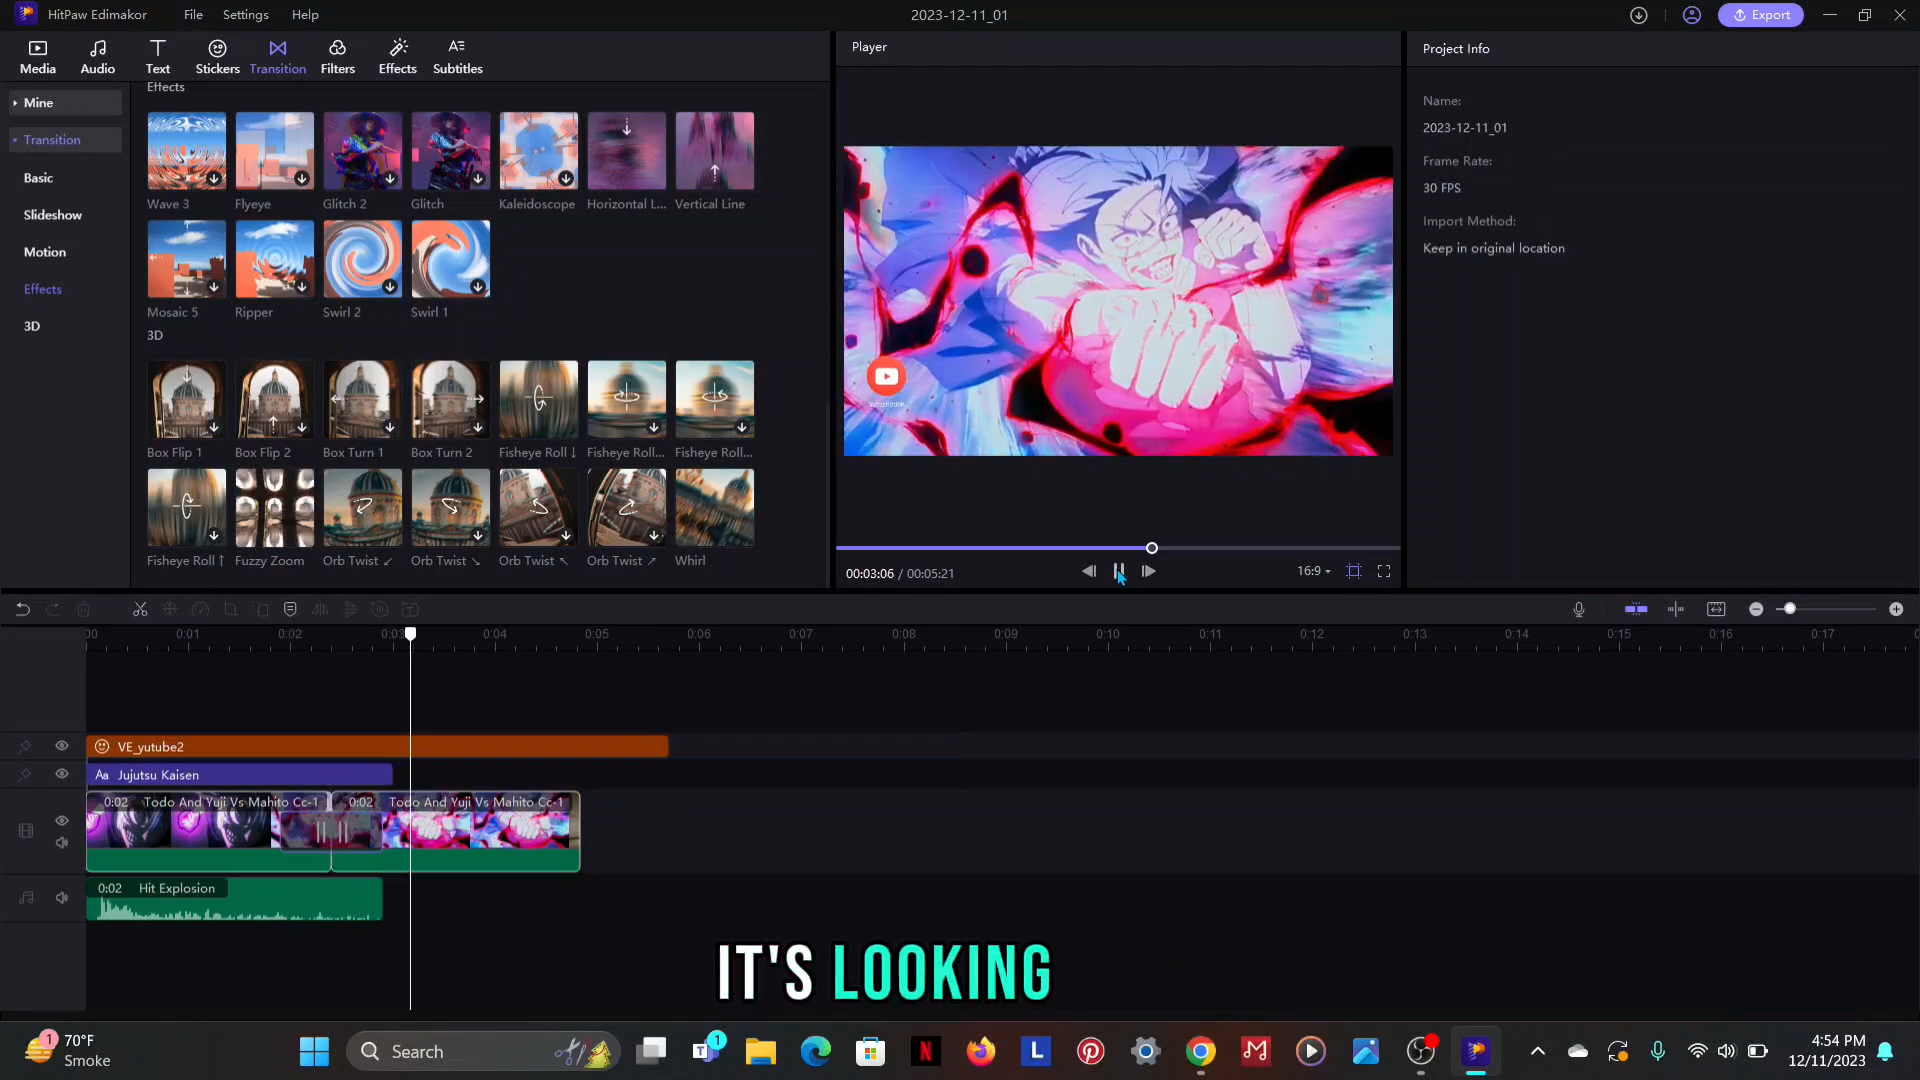 HitPaw Edimakor File Settings Help 2023-12-11_01 Export
Media Audio Text Stickers Transition Filters Effects Subtitles
Mine
Transition
Basic
Slideshow
Motion
Effects
3D
Effects
Wave 3 Flyeye Glitch 2 Glitch Kaleidoscope Horizontal L... Vertical Line
Mosaic 5 Ripper Swirl 2 Swirl 1
3D
Box Flip 1 Box Flip 2 Box Turn 1 Box Turn 2 Fisheye Roll ↓ Fisheye Roll... Fisheye Roll...
Fisheye Roll ↑ Fuzzy Zoom Orb Twist ↙ Orb Twist ↘ Orb Twist ↖ Orb Twist ↗ Whirl
Player
Subscription
00:03:06 / 00:05:21
16:9
Project Info
Name:
2023-12-11_01
Frame Rate:
30 FPS
Import Method:
Keep in original location
00 0:01 0:02 0:03 0:04 0:05 0:06 0:07 0:08 0:09 0:10 0:11 0:12 0:13 0:14 0:15 0:16 0:17
VE_yutube2
Aa Jujutsu Kaisen
0:02 Todo And Yuji Vs Mahito Cc-1 0:02 Todo And Yuji Vs Mahito Cc-1
0:02 Hit Explosion
IT'S LOOKING
1 70°F
Smoke
Search
1
N
L
4:54 PM
12/11/2023